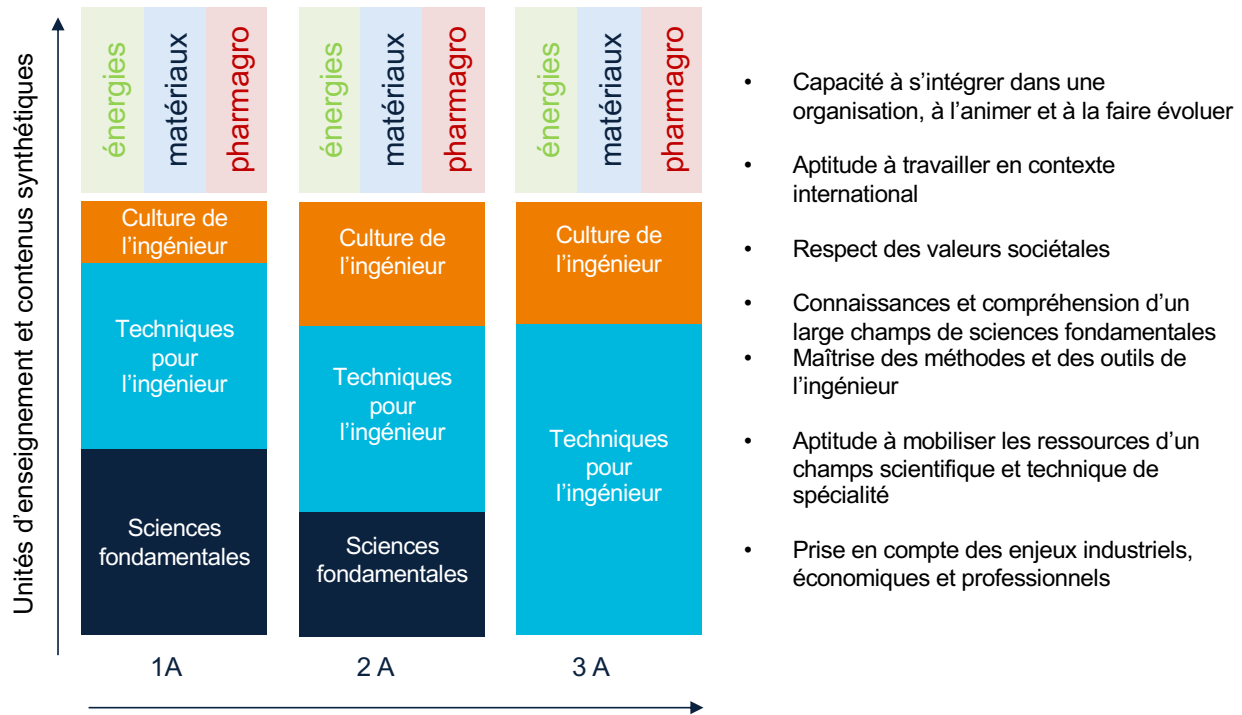 Unités d’enseignement et contenus synthétiques
énergies
matériaux
pharmagro
Culture de
l’ingénieur
Techniques
pour
l’ingénieur
Sciences
fondamentales
1A
énergies
matériaux
pharmagro
Culture de
l’ingénieur
Techniques
pour
l’ingénieur
Sciences
fondamentales
2 A
énergies
matériaux
pharmagro
Culture de
l’ingénieur
Techniques
pour
l’ingénieur
3 A
• Capacité à s’intégrer dans une
organisation, à l’animer et à la faire évoluer
• Aptitude à travailler en contexte
international
• Respect des valeurs sociétales
• Connaissances et compréhension d’un
large champs de sciences fondamentales
• Maîtrise des méthodes et des outils de
l’ingénieur
• Aptitude à mobiliser les ressources d’un
champs scientifique et technique de
spécialité
• Prise en compte des enjeux industriels,
économiques et professionnels